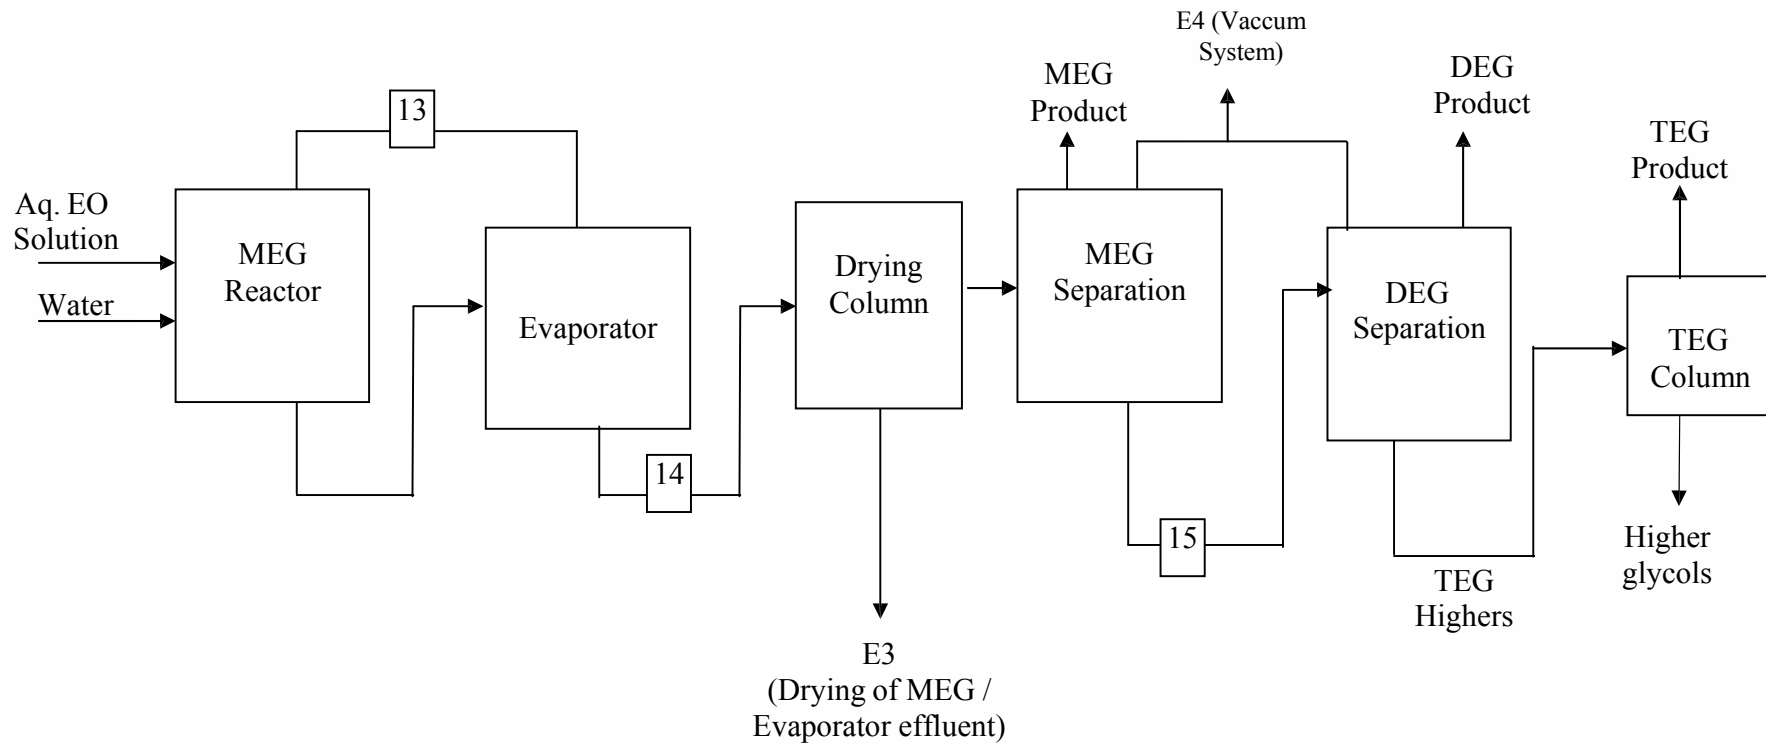 E4 (Vaccum
System)
MEG
Product
DEG
Product
TEG
Product
13
Aq. EO
Solution
Water
MEG
Reactor
Evaporator
Drying
Column
MEG
Separation
DEG
Separation
TEG
Column
14
15
TEG
Highers
Higher
glycols
E3
(Drying of MEG /
Evaporator effluent)